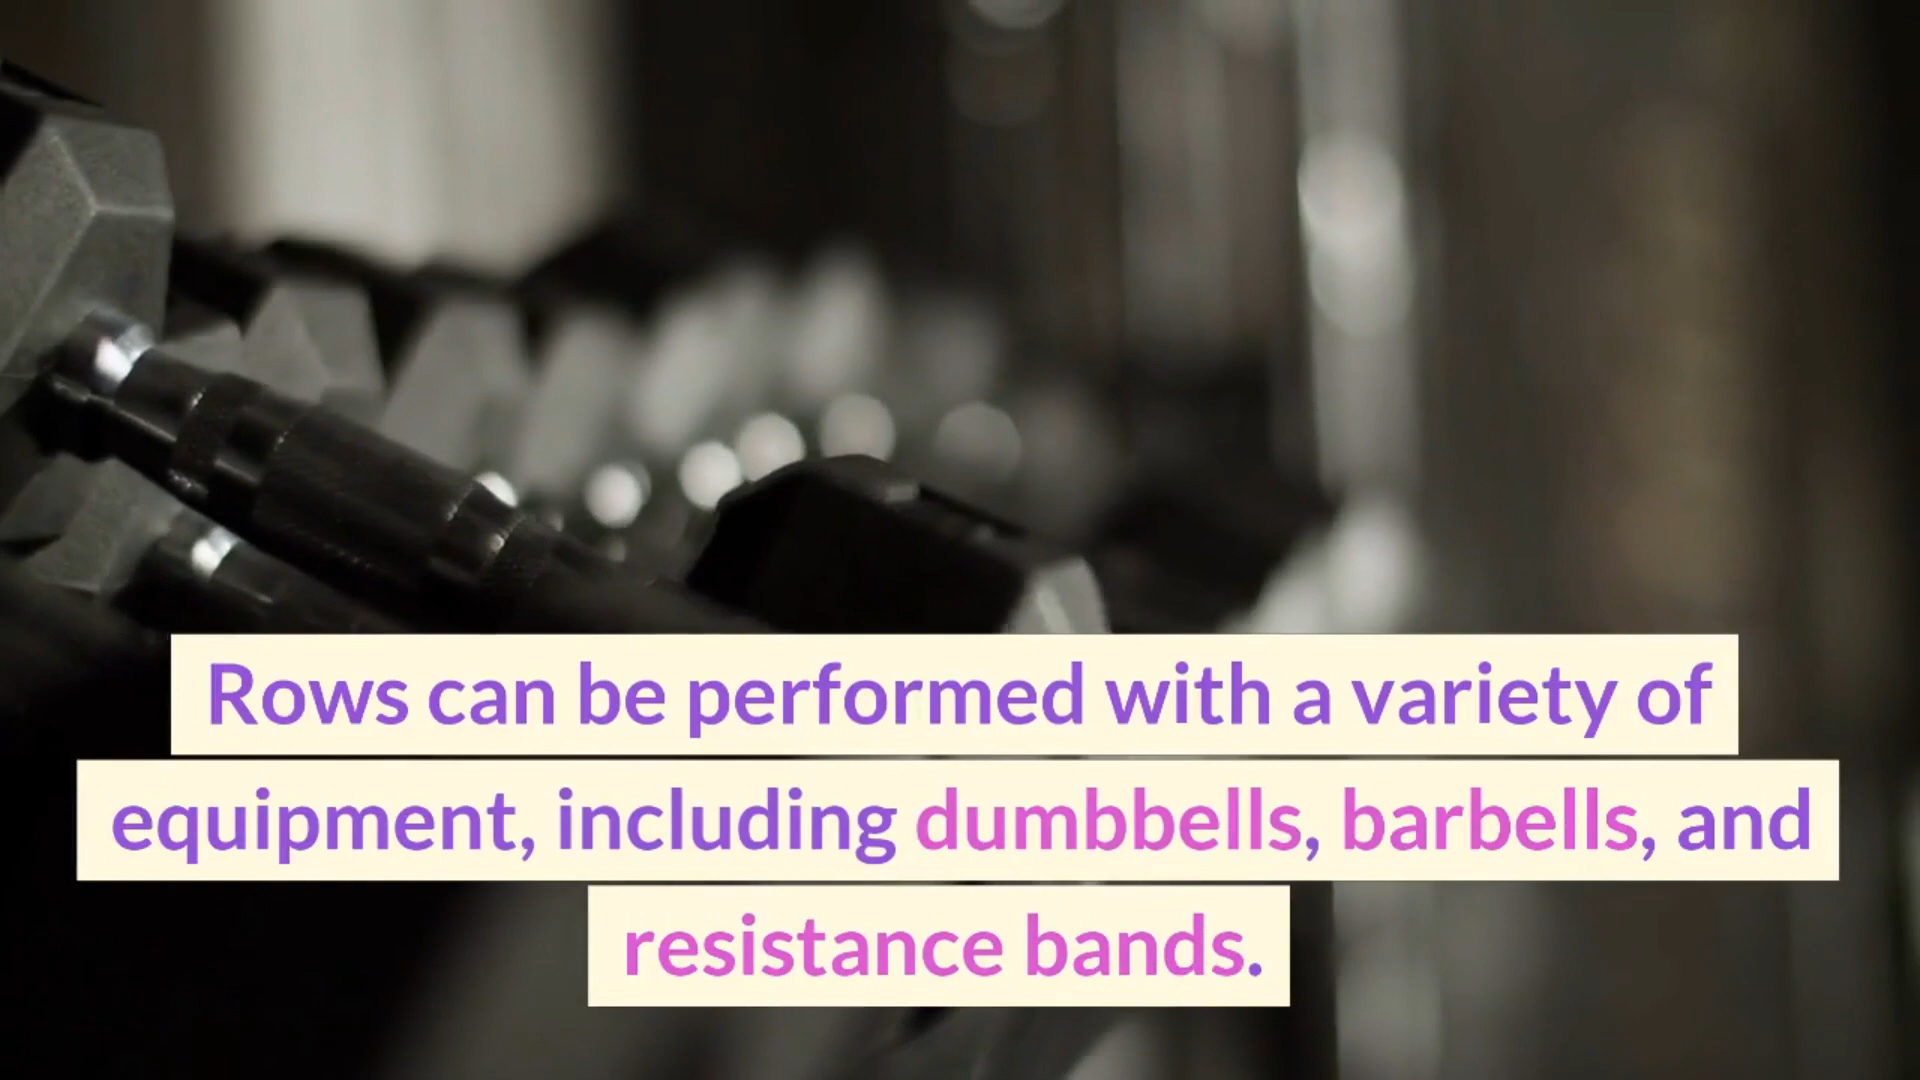 Rows can be performed with a variety of
equipment, including dumbbells, barbells, and
resistance bands.